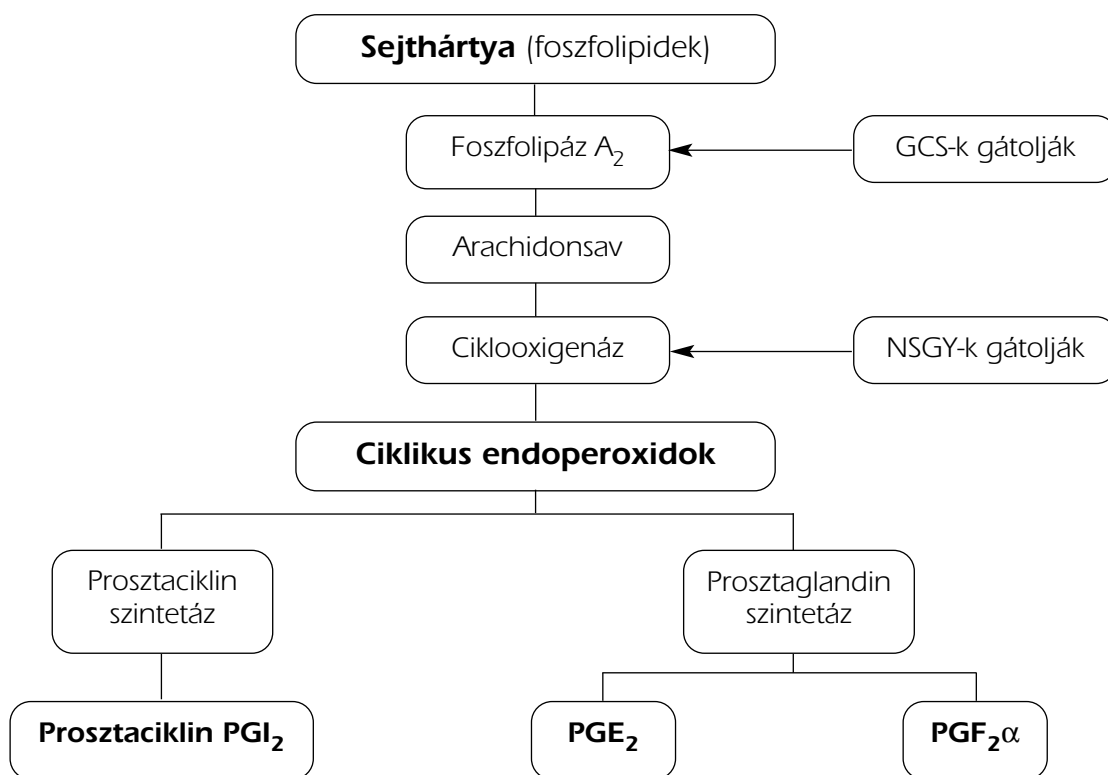 Sejthártya (foszfolipidek)
Foszfolipáz A₂
GCS-k gátolják
Arachidonsav
Ciklooxigenáz
NSGY-k gátolják
Ciklikus endoperoxidok
Prosztaciklin
szintetáz
Prosztaglandin
szintetáz
Prosztaciklin PGI₂
PGE₂
PGF₂α